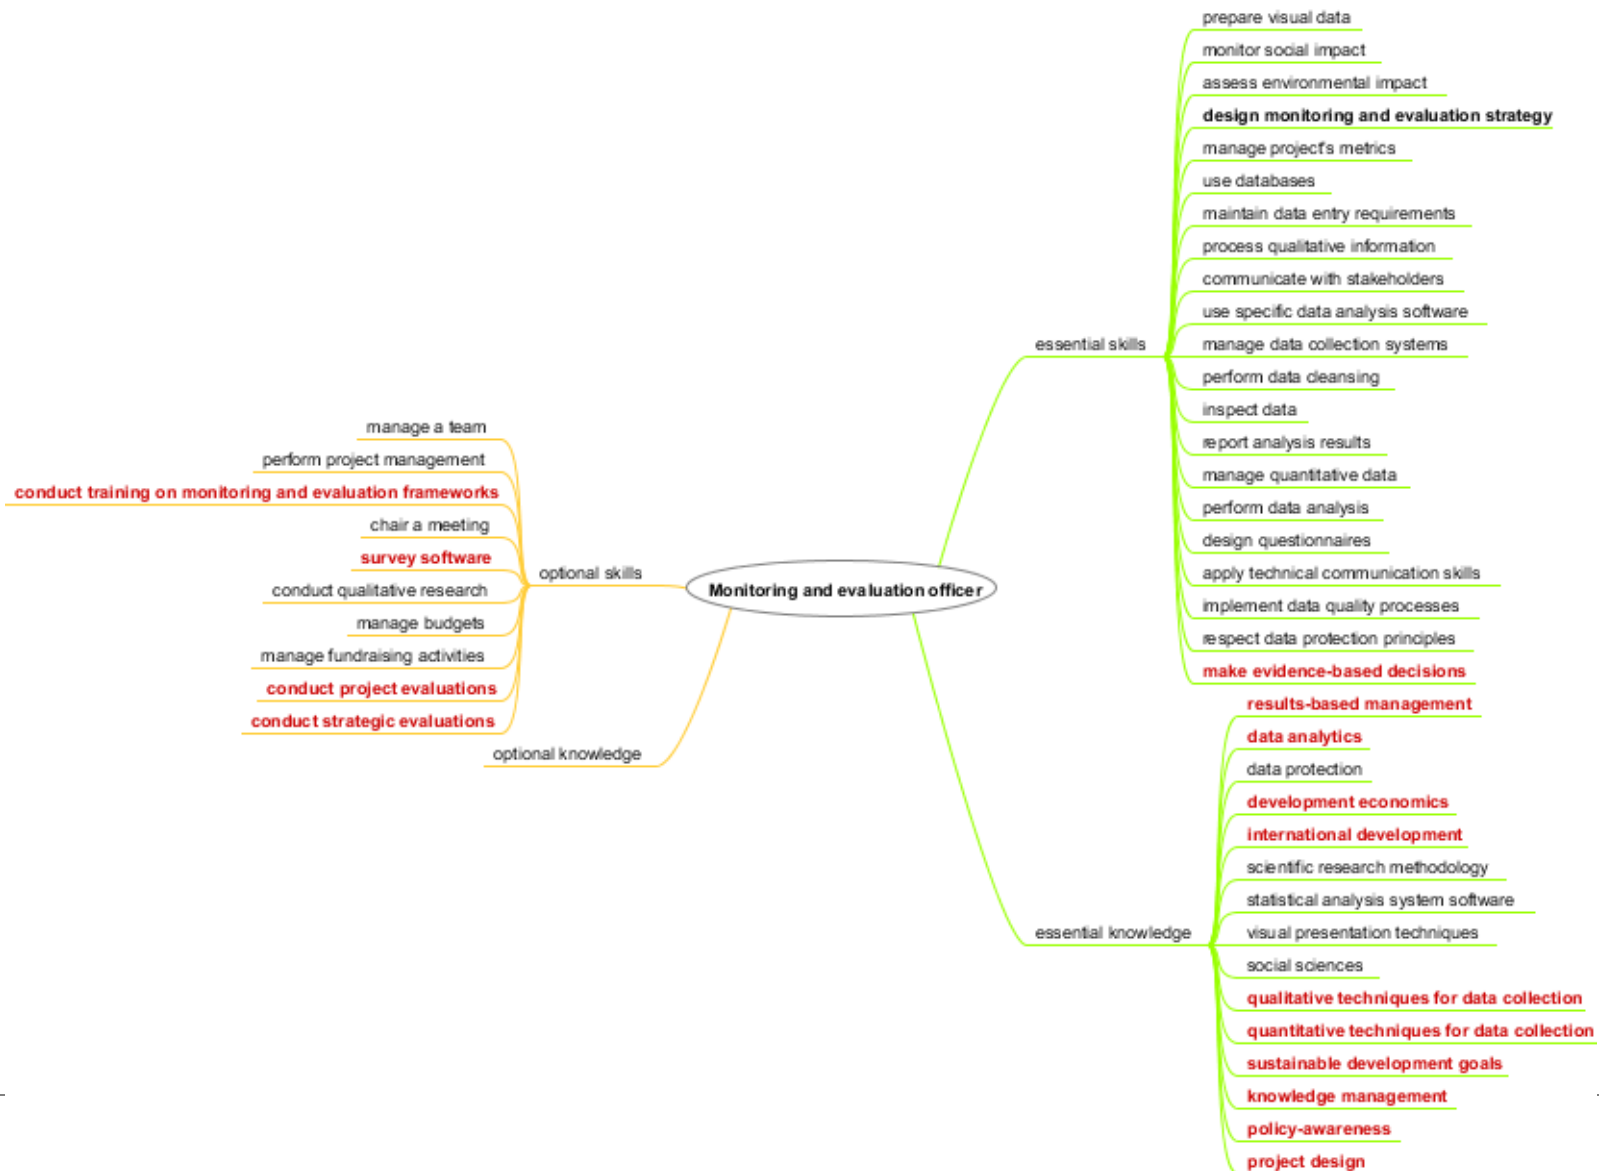 prepare visual data
monitor social impact
assess environmental impact
design monitoring and evaluation strategy
manage project's metrics
use databases
maintain data entry requirements
process qualitative information
communicate with stakeholders
use specific data analysis software
essential skills
manage data collection systems
perform data cleansing
inspect data
report analysis results
manage quantitative data
perform data analysis
design questionnaires
apply technical communication skills
implement data quality processes
respect data protection principles
make evidence-based decisions
manage a team
perform project management
conduct training on monitoring and evaluation frameworks
chair a meeting
survey software
optional skills
conduct qualitative research
manage budgets
manage fundraising activities
conduct project evaluations
conduct strategic evaluations
optional knowledge
Monitoring and evaluation officer
results-based management
data analytics
data protection
development economics
international development
scientific research methodology
statistical analysis system software
essential knowledge
visual presentation techniques
social sciences
qualitative techniques for data collection
quantitative techniques for data collection
sustainable development goals
knowledge management
policy-awareness
project design